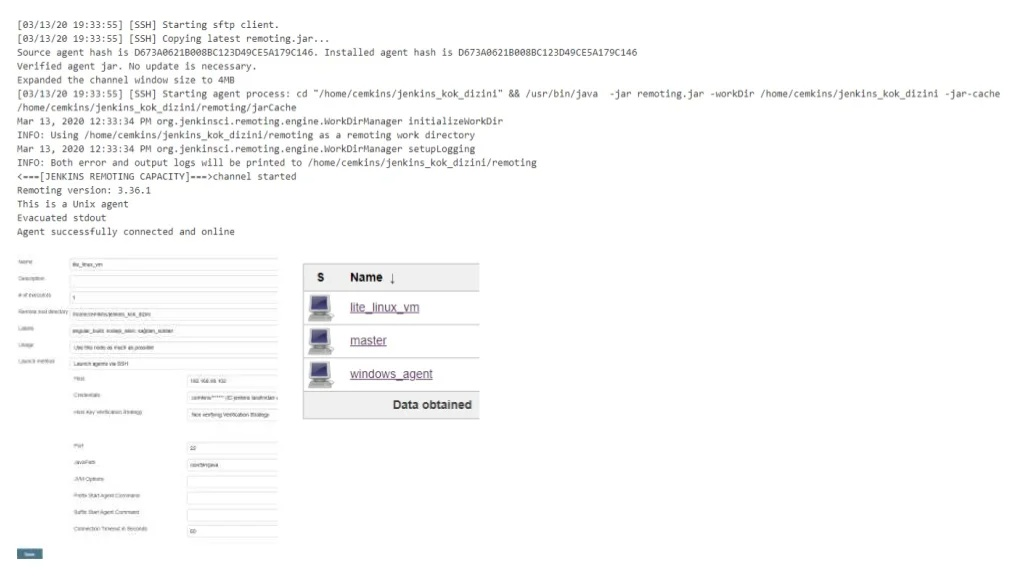 [03/13/20 19:33:55] [SSH] Starting sftp client.
[03/13/20 19:33:55] [SSH] Copying latest remoting.jar...
Source agent hash is D673A0621B008BC123D49CE5A179C146. Installed agent hash is D673A0621B008BC123D49CE5A179C146
Verified agent jar. No update is necessary.
Expanded the channel window size to 4MB
[03/13/20 19:33:55] [SSH] Starting agent process: cd "/home/cemkins/jenkins_kok_dizini" && /usr/bin/java  -jar remoting.jar -workDir /home/cemkins/jenkins_kok_dizini -jar-cache
/home/cemkins/jenkins_kok_dizini/remoting/jarCache
Mar 13, 2020 12:33:34 PM org.jenkinsci.remoting.engine.WorkDirManager initializeWorkDir
INFO: Using /home/cemkins/jenkins_kok_dizini/remoting as a remoting work directory
Mar 13, 2020 12:33:34 PM org.jenkinsci.remoting.engine.WorkDirManager setupLogging
INFO: Both error and output logs will be printed to /home/cemkins/jenkins_kok_dizini/remoting
<===[JENKINS REMOTING CAPACITY]===>channel started
Remoting version: 3.36.1
This is a Unix agent
Evacuated stdout
Agent successfully connected and online
Name lite_linux_vm
Description
# of executors 1
Remote root directory /home/cemkins/jenkins_kok_dizini
Labels
Usage Use this node as much as possible
Launch method Launch agents via SSH
Host
Credentials
Host Key Verification Strategy Non verifying Verification Strategy
Port 22
JavaPath /usr/bin/java
JVM Options
Prefix Start Agent Command
Suffix Start Agent Command
Connection Timeout in Seconds 60
Save
S Name ↓
lite_linux_vm
master
windows_agent
Data obtained